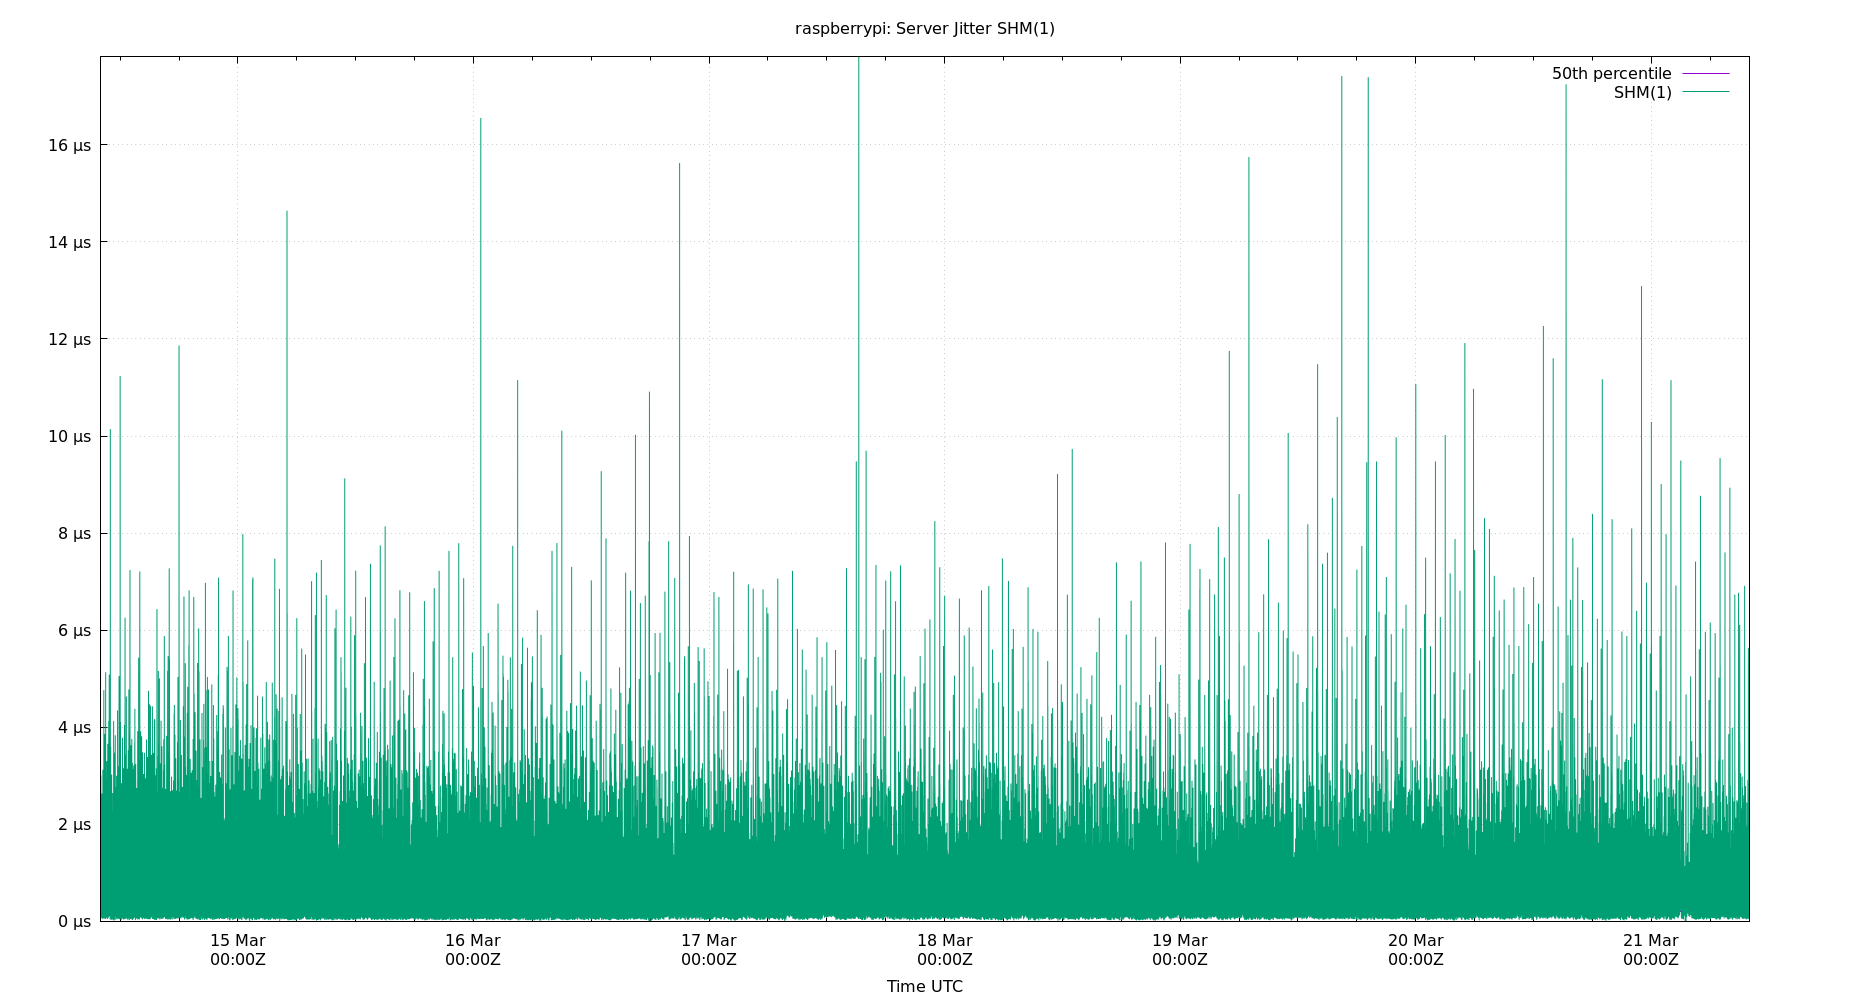 raspberrypi: Server Jitter SHM(1)
50th percentile
SHM(1)
16 µs
14 µs
12 µs
10 µs
8 µs
6 µs
4 µs
2 µs
0 µs
15 Mar 16 Mar 17 Mar 18 Mar 19 Mar 20 Mar 21 Mar
00:00Z 00:00Z 00:00Z 00:00Z 00:00Z 00:00Z 00:00Z
Time UTC